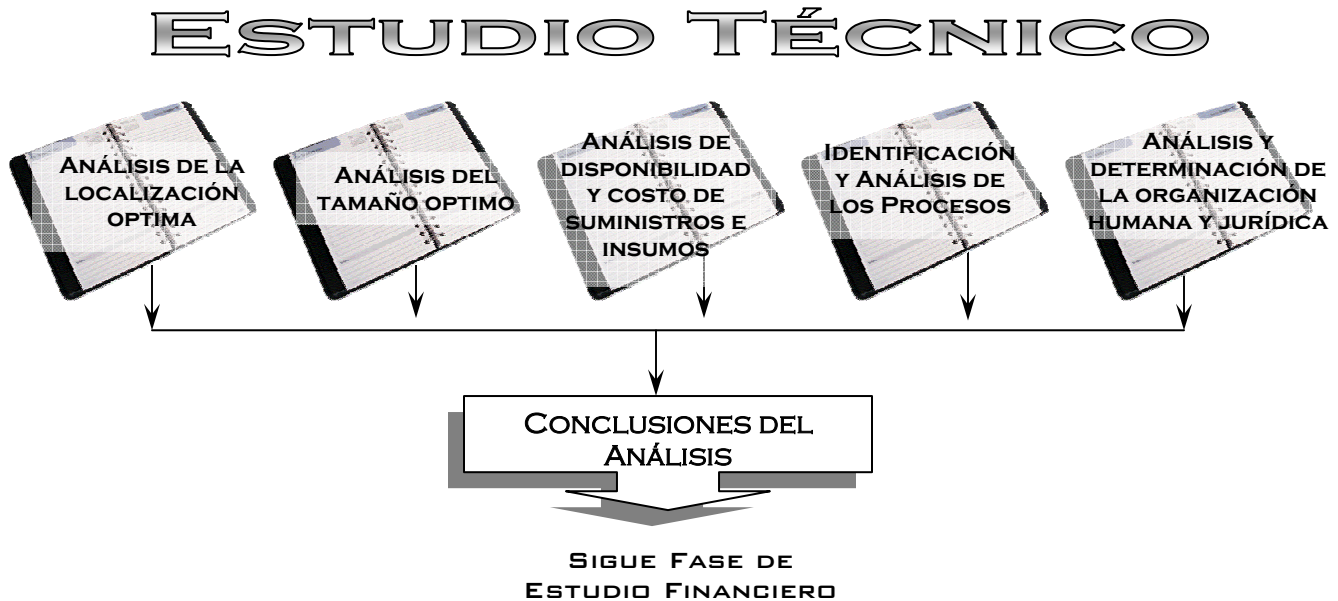 ESTUDIO TÉCNICO
ANÁLISIS DE LA
LOCALIZACIÓN
OPTIMA
ANÁLISIS DEL
TAMAÑO OPTIMO
ANÁLISIS DE
DISPONIBILIDAD
Y COSTO DE
SUMINISTROS E
INSUMOS
IDENTIFICACIÓN
Y ANÁLISIS DE
LOS PROCESOS
ANÁLISIS Y
DETERMINACIÓN DE
LA ORGANIZACIÓN
HUMANA Y JURÍDICA
CONCLUSIONES DEL
ANÁLISIS
SIGUE FASE DE
ESTUDIO FINANCIERO